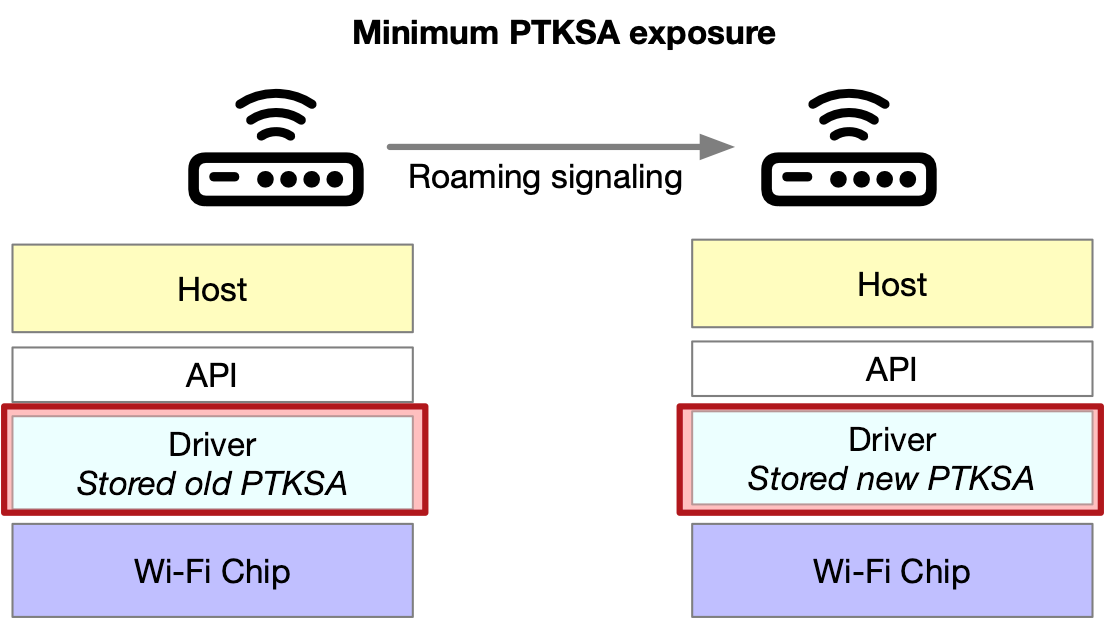 Minimum PTKSA exposure
Roaming signaling
Host
API
Driver
Stored old PTKSA
Wi-Fi Chip
Host
API
Driver
Stored new PTKSA
Wi-Fi Chip